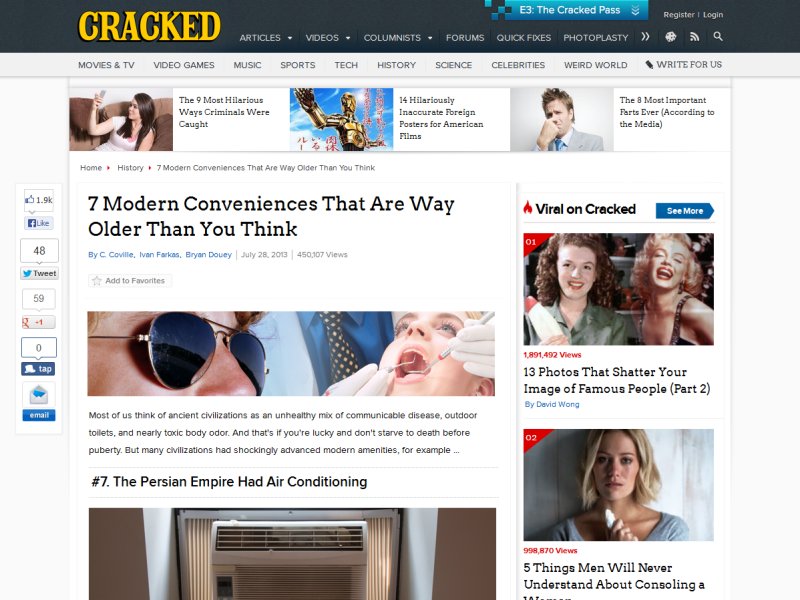 E3: The Cracked Pass
Register | Login
CRACKED
ARTICLES VIDEOS COLUMNISTS FORUMS QUICK FIXES PHOTOPLASTY
MOVIES & TV VIDEO GAMES MUSIC SPORTS TECH HISTORY SCIENCE CELEBRITIES WEIRD WORLD WRITE FOR US
The 9 Most Hilarious
Ways Criminals Were
Caught
14 Hilariously
Inaccurate Foreign
Posters for American
Films
The 8 Most Important
Farts Ever (According to
the Media)
Home History 7 Modern Conveniences That Are Way Older Than You Think
1.9k
Like
48
Tweet
59
+1
0
tap
email
7 Modern Conveniences That Are Way
Older Than You Think
By C. Coville, Ivan Farkas, Bryan Douey | July 28, 2013 | 450,107 Views
Add to Favorites
Most of us think of ancient civilizations as an unhealthy mix of communicable disease, outdoor
toilets, and nearly toxic body odor. And that's if you're lucky and don't starve to death before
puberty. But many civilizations had shockingly advanced modern amenities, for example ...
#7. The Persian Empire Had Air Conditioning
Viral on Cracked
See More
01
1,891,492 Views
13 Photos That Shatter Your
Image of Famous People (Part 2)
By David Wong
02
998,870 Views
5 Things Men Will Never
Understand About Consoling a